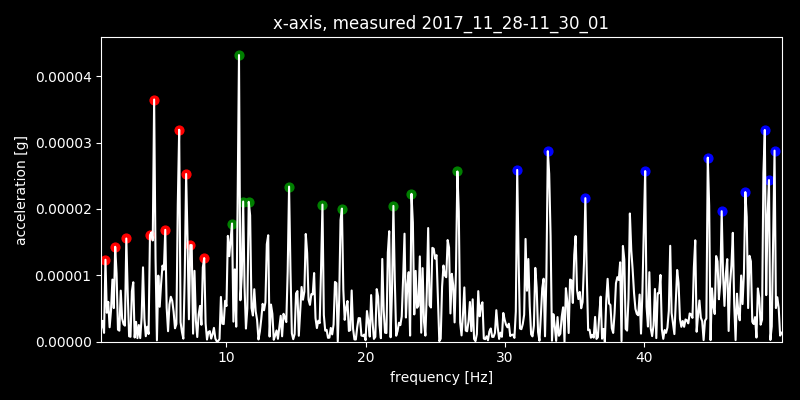 x-axis, measured 2017_11_28-11_30_01
0.00004
0.00003
0.00002
0.00001
0.00000
acceleration [g]
10 20 30 40
frequency [Hz]